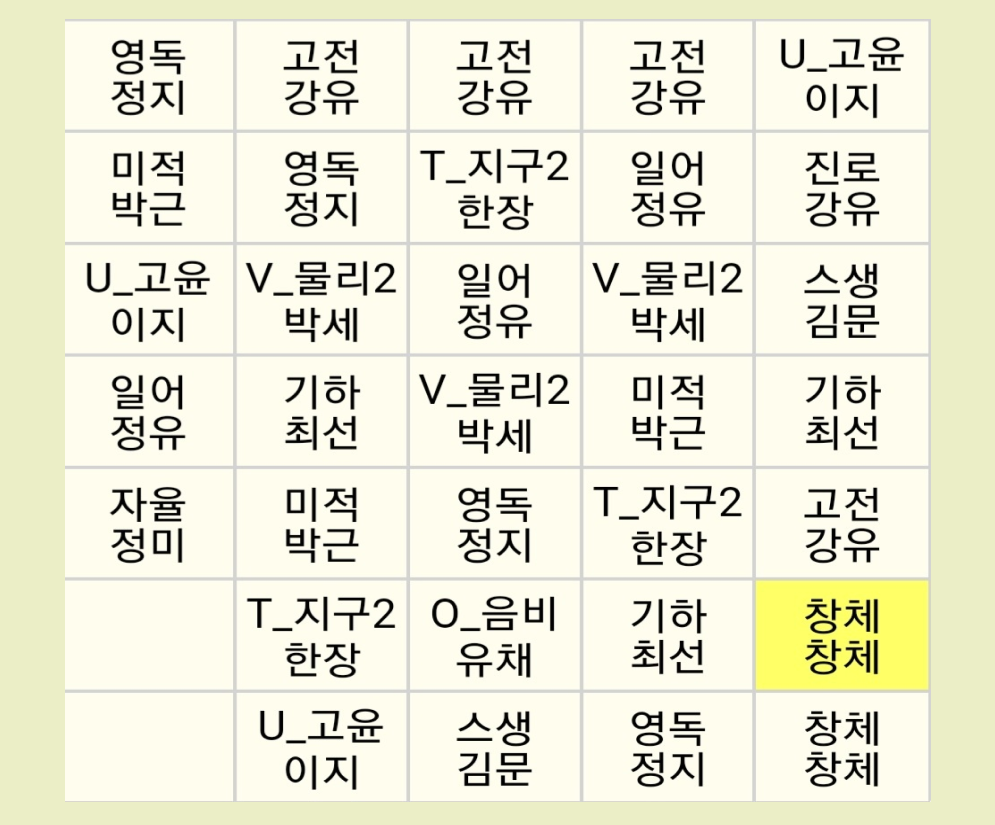 영독 고전 고전 고전 U_고윤
정지 강유 강유 강유 이지
미적 영독 T_지구2 일어 진로
박근 정지 한장 정유 강유
U_고윤 V_물리2 일어 V_물리2 스생
이지 박세 정유 박세 김문
일어 기하 V_물리2 미적 기하
정유 최선 박세 박근 최선
자율 미적 영독 T_지구2 고전
정미 박근 정지 한장 강유
T_지구2 O_음비 기하 창체
한장 유채 최선 창체
U_고윤 스생 영독 창체
이지 김문 정지 창체